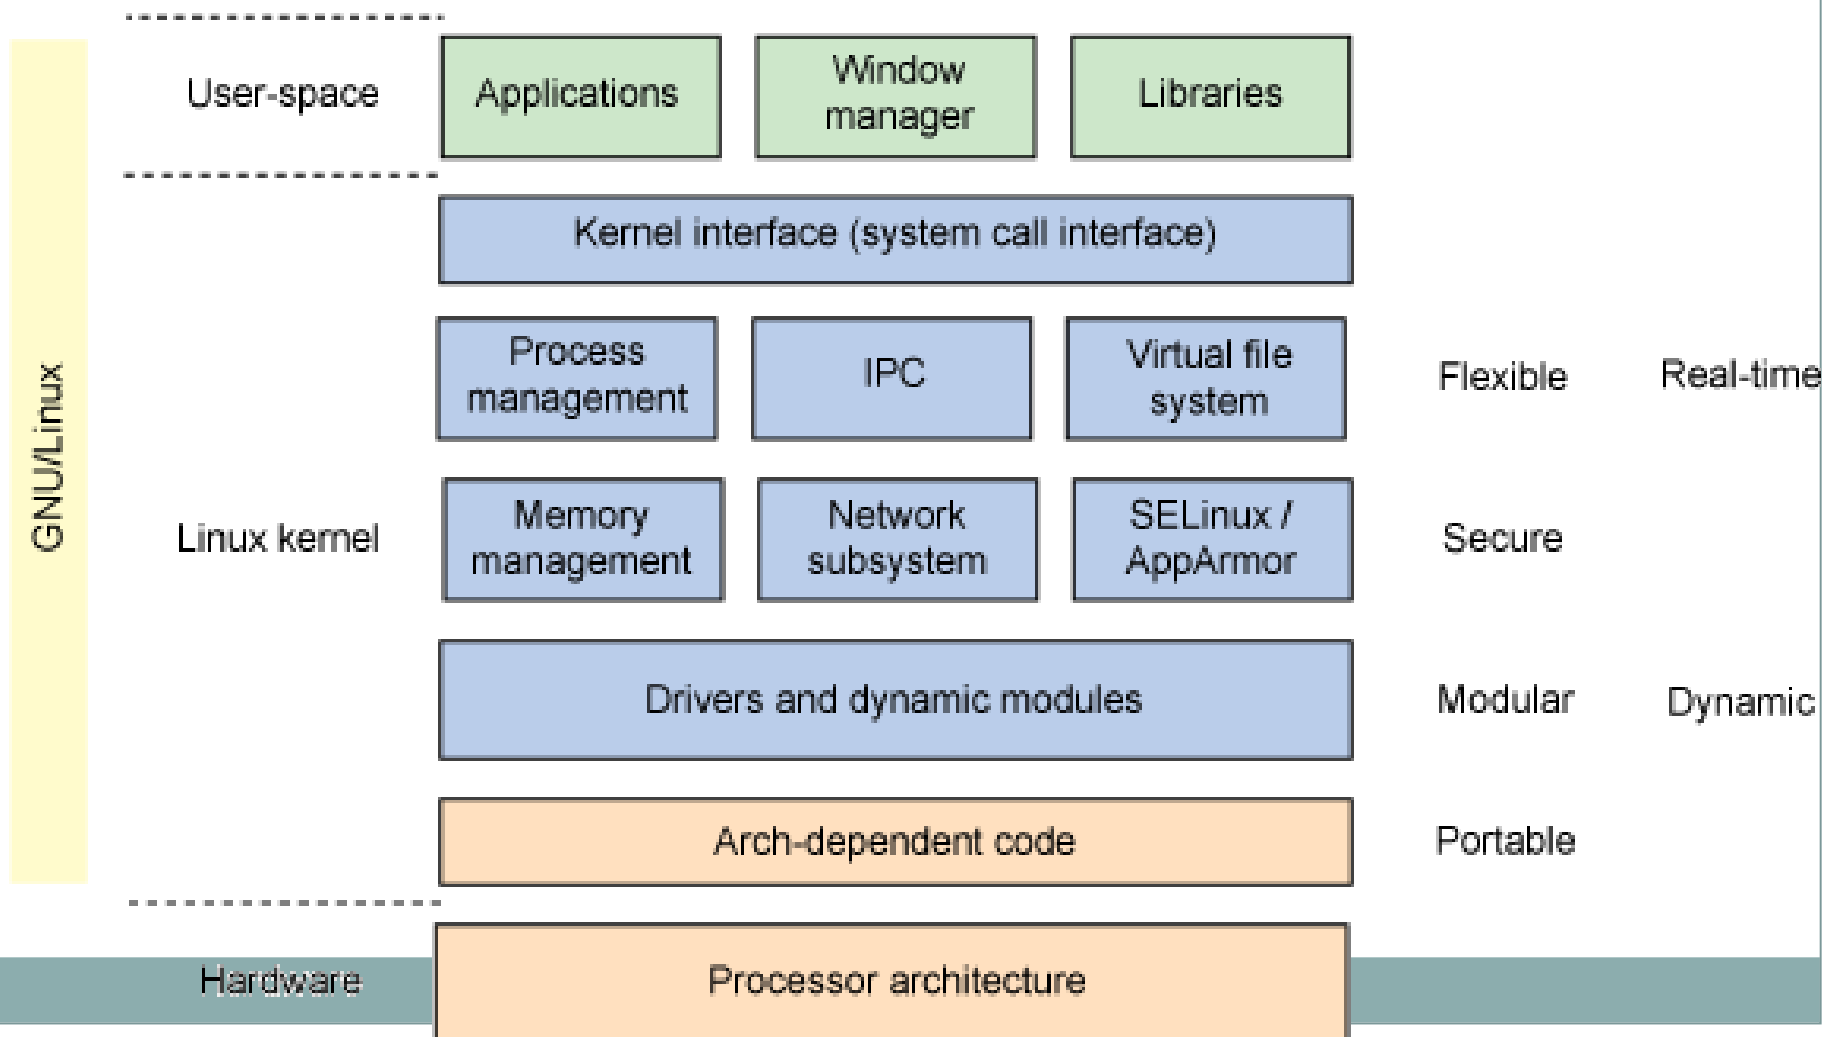 User-space
Applications
Window
manager
Libraries
Kernel interface (system call interface)
GNU/Linux
Linux kernel
Process
management
IPC
Virtual file
system
Flexible
Real-time
Memory
management
Network
subsystem
SELinux /
AppArmor
Secure
Drivers and dynamic modules
Modular
Dynamic
Arch-dependent code
Portable
Hardware
Processor architecture